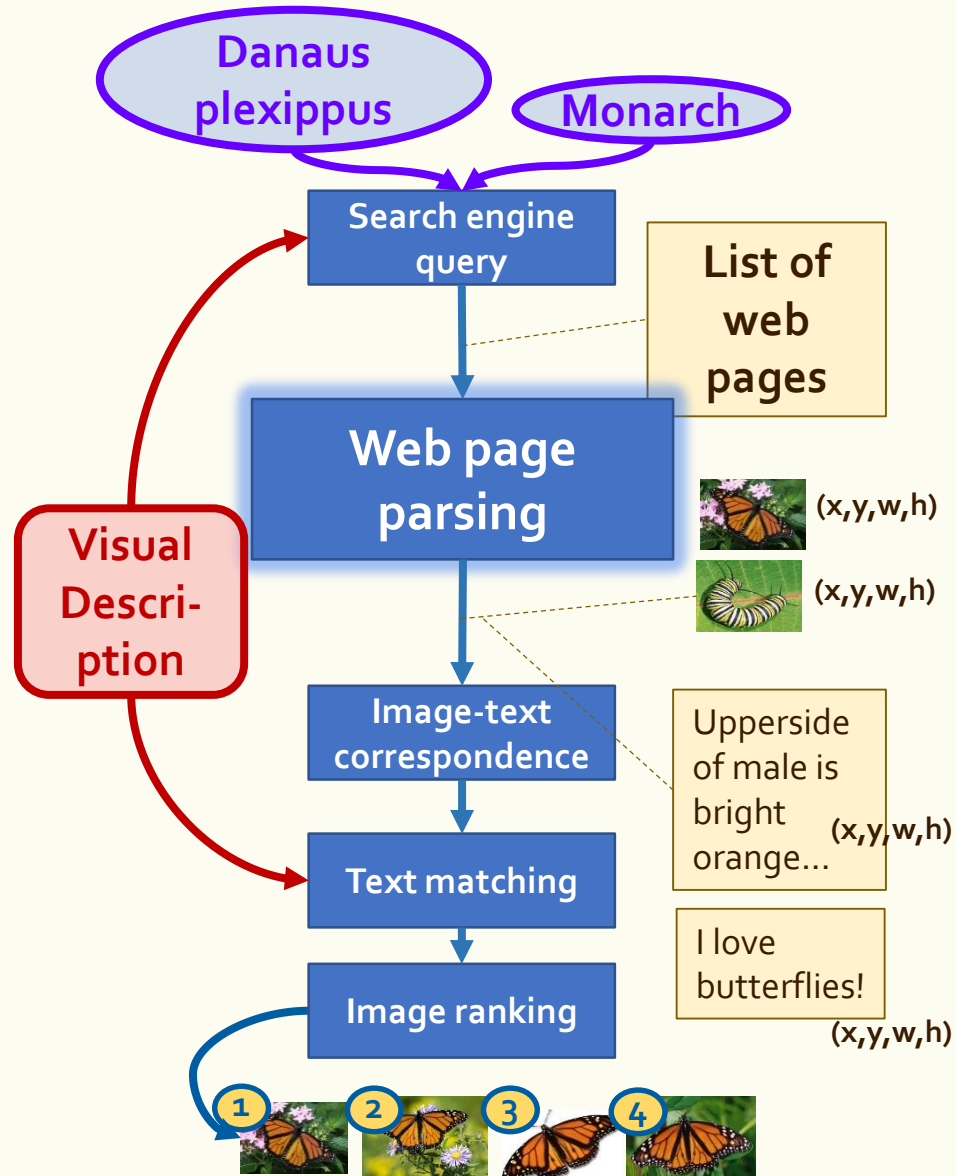 Danaus
plexippus
Monarch
Search engine
query
List of
web
pages
Web page
parsing
(x,y,w,h)
(x,y,w,h)
Visual
Descri-
ption
Image-text
correspondence
Upperside
of male is
bright
orange...
(x,y,w,h)
Text matching
I love
butterflies!
(x,y,w,h)
Image ranking
1
2
3
4